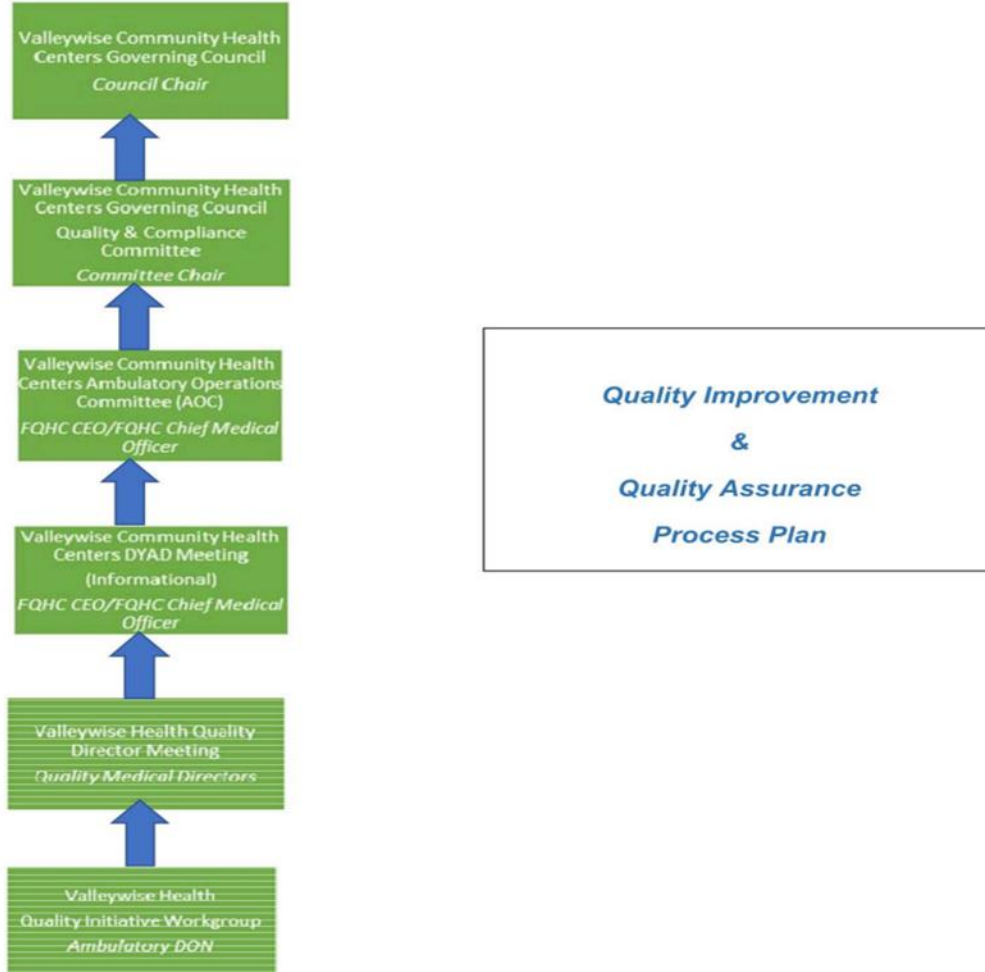 Valleywise Community Health
Centers Governing Council
Council Chair
Valleywise Community Health
Centers Governing Council
Quality & Compliance
Committee
Committee Chair
Valleywise Community Health
Centers Ambulatory Operations
Committee (AOC)
FQHC CEO/FQHC Chief Medical
Officer
Valleywise Community Health
Centers DYAD Meeting
(Informational)
FQHC CEO/FQHC Chief Medical
Officer
Valleywise Health Quality
Director Meeting
Quality Medical Directors
Valleywise Health
Quality Initiative Workgroup
Ambulatory DON
Quality Improvement
&
Quality Assurance
Process Plan